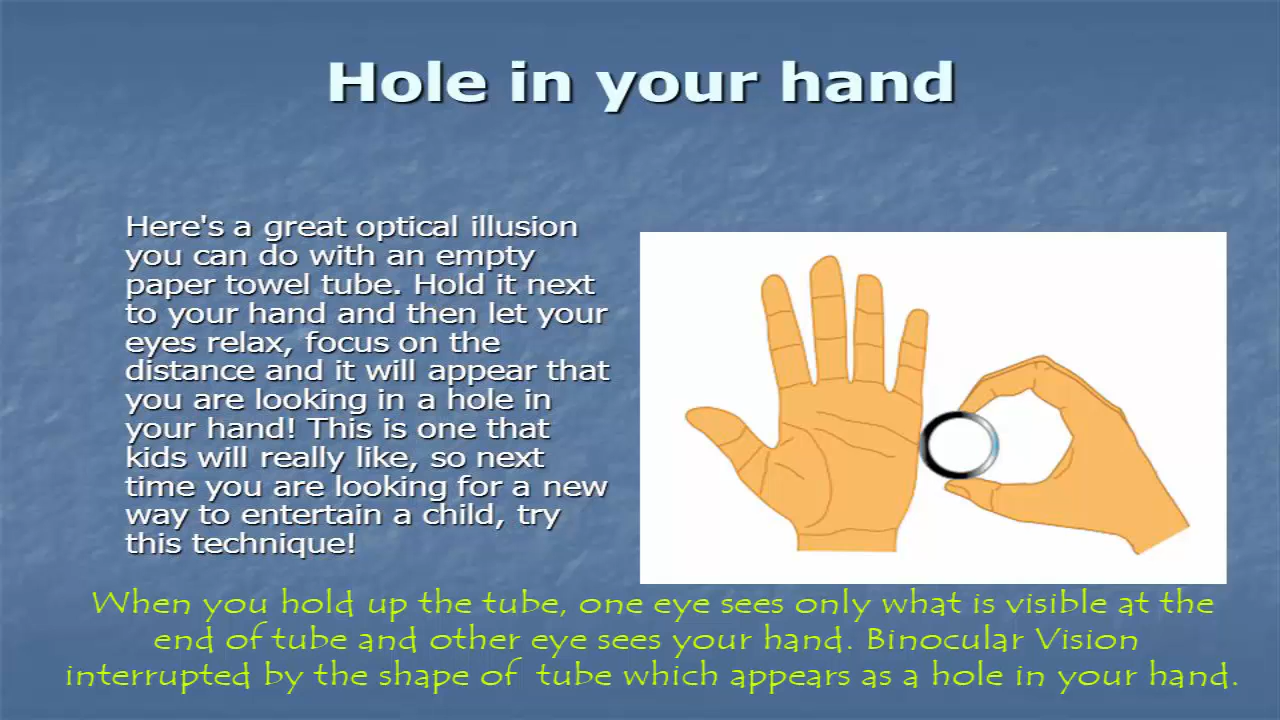 Hole in your hand
Here's a great optical illusion
you can do with an empty
paper towel tube. Hold it next
to your hand and then let your
eyes relax, focus on the
distance and it will appear that
you are looking in a hole in
your hand! This is one that
kids will really like, so next
time you are looking for a new
way to entertain a child, try
this technique!
When you hold up the tube, one eye sees only what is visible at the
end of tube and other eye sees your hand. Binocular Vision
interrupted by the shape of tube which appears as a hole in your hand.